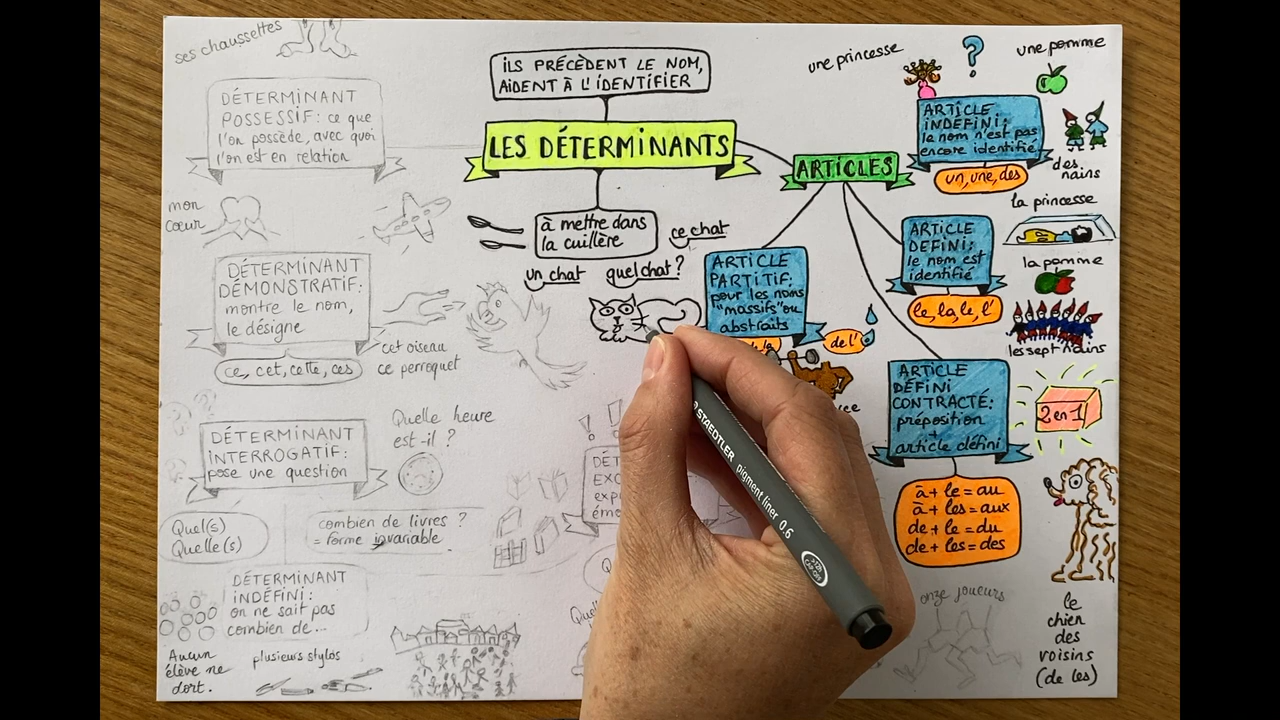 ses chaussettes
DÉTERMINANT
POSSESSIF : ce que
l'on possède, avec quoi
l'on est en relation
mon
cœur
DÉTERMINANT
DÉMONSTRATIF :
montre le nom,
le désigne
ce, cet, cette, ces
cet oiseau
ce perroquet
DÉTERMINANT
INTERROGATIF :
pose une question
Quelle heure
est-il ?
Quel(s)
Quelle(s)
combien de livres ?
= forme invariable
DÉTERMINANT
INDÉFINI :
on ne sait pas
combien de...
Aucun
élève ne
dort.
plusieurs stylos
ILS PRÉCÈDENT LE NOM,
AIDENT À L'IDENTIFIER
LES DÉTERMINANTS
à mettre dans
la cuillère
ce chat
un chat
quel chat ?
ARTICLES
ARTICLE
PARTITIF :
pour les noms
"massifs" ou
abstraits
de l'
une princesse
?
une pomme
ARTICLE
INDÉFINI :
le nom n'est pas
encore identifié
un, une, des
des
nains
la princesse
ARTICLE
DÉFINI :
le nom est
identifié
le, la, le, l'
la pomme
les sept nains
ARTICLE
DÉFINI
CONTRACTÉ :
préposition
+
article défini
2 en 1
à + le = au
à + les = aux
de + le = du
de + les = des
le
chien
des
voisins
(de les)
onze joueurs
STAEDTLER pigment liner 0.6